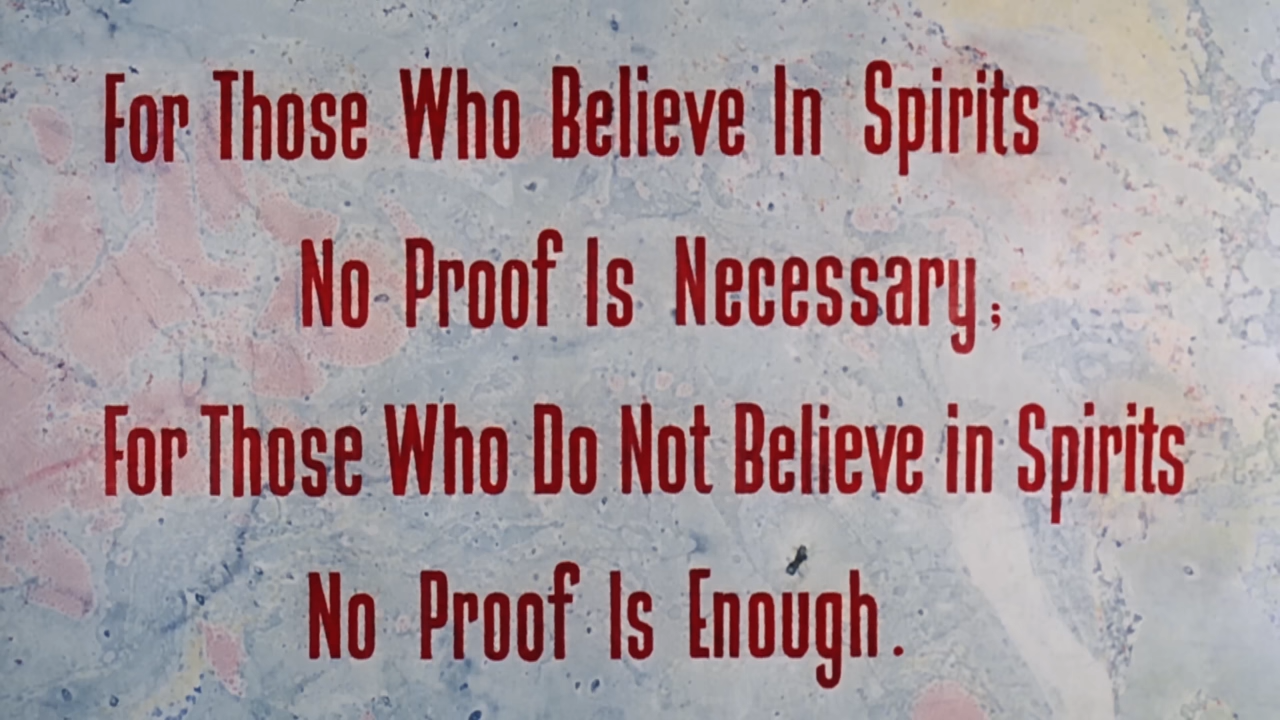 For Those Who Believe In Spirits
No Proof Is Necessary;
For Those Who Do Not Believe in Spirits
No Proof Is Enough.